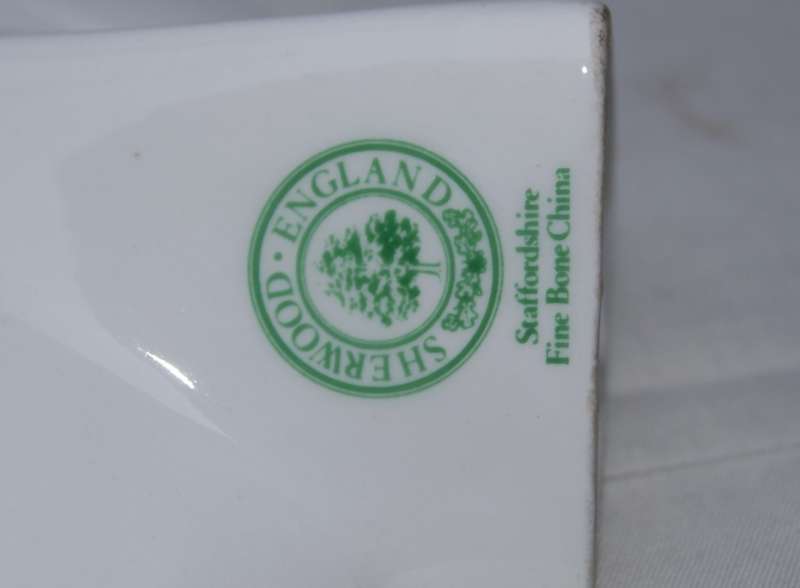 SHERWOOD · ENGLAND
Staffordshire
Fine Bone China